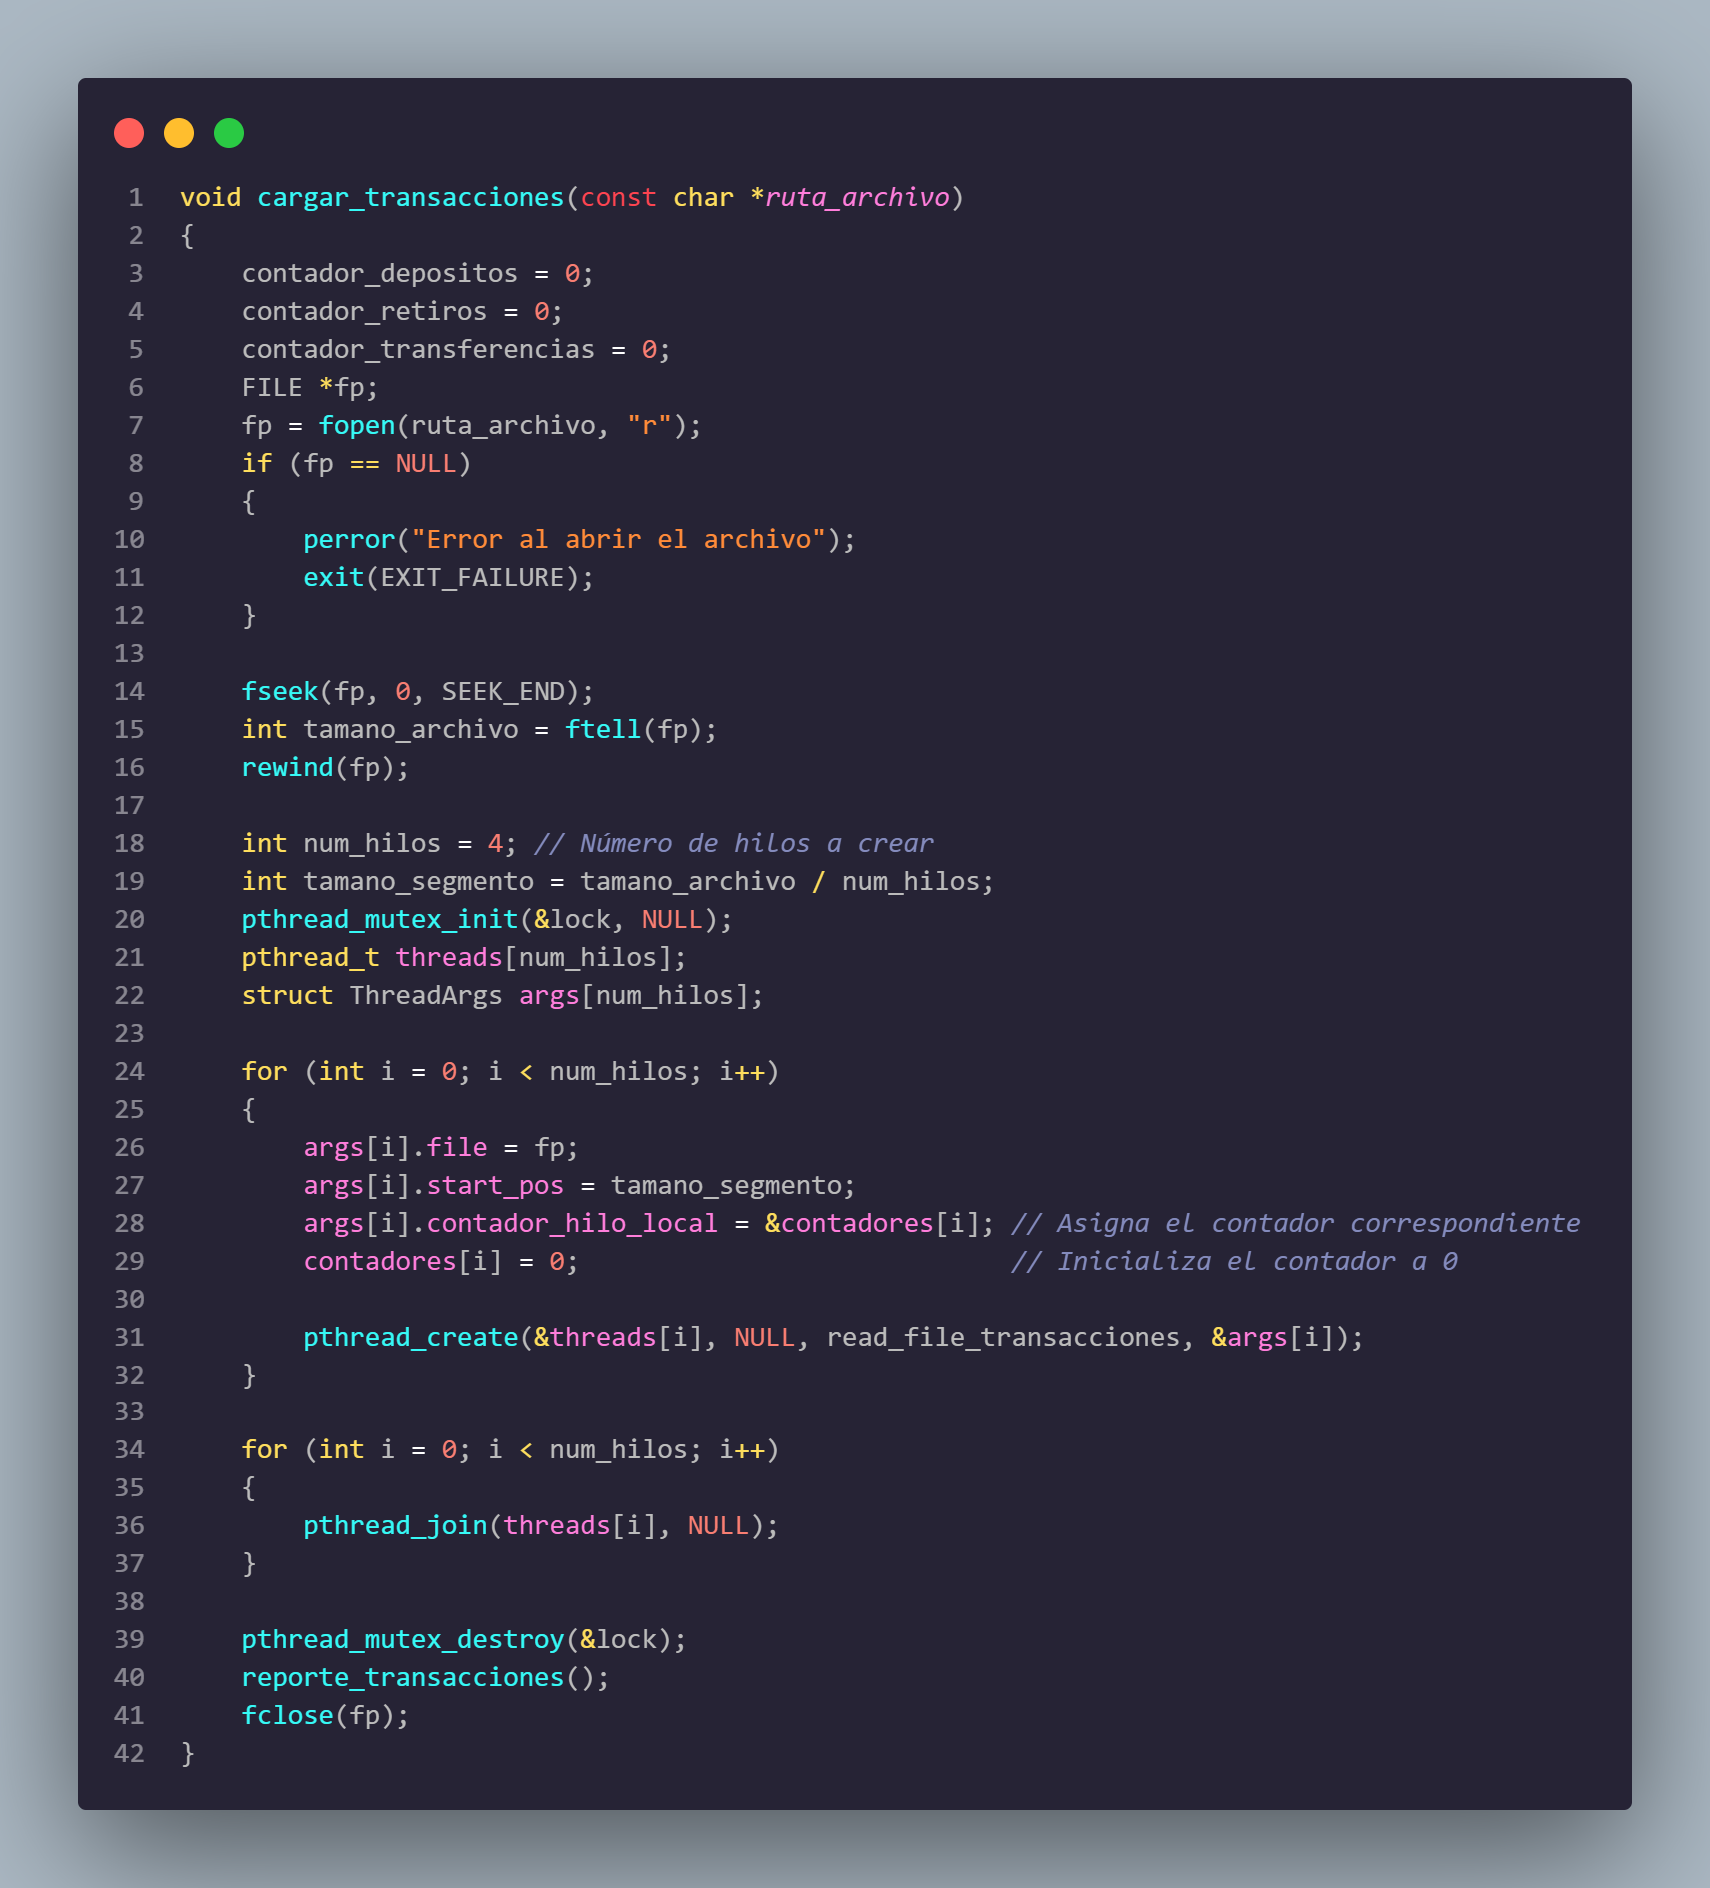 1 void cargar_transacciones(const char *ruta_archivo)
2 {
3     contador_depositos = 0;
4     contador_retiros = 0;
5     contador_transferencias = 0;
6     FILE *fp;
7     fp = fopen(ruta_archivo, "r");
8     if (fp == NULL)
9     {
10         perror("Error al abrir el archivo");
11         exit(EXIT_FAILURE);
12     }
13
14     fseek(fp, 0, SEEK_END);
15     int tamano_archivo = ftell(fp);
16     rewind(fp);
17
18     int num_hilos = 4; // Número de hilos a crear
19     int tamano_segmento = tamano_archivo / num_hilos;
20     pthread_mutex_init(&lock, NULL);
21     pthread_t threads[num_hilos];
22     struct ThreadArgs args[num_hilos];
23
24     for (int i = 0; i < num_hilos; i++)
25     {
26         args[i].file = fp;
27         args[i].start_pos = tamano_segmento;
28         args[i].contador_hilo_local = &contadores[i]; // Asigna el contador correspondiente
29         contadores[i] = 0;                            // Inicializa el contador a 0
30
31         pthread_create(&threads[i], NULL, read_file_transacciones, &args[i]);
32     }
33
34     for (int i = 0; i < num_hilos; i++)
35     {
36         pthread_join(threads[i], NULL);
37     }
38
39     pthread_mutex_destroy(&lock);
40     reporte_transacciones();
41     fclose(fp);
42 }